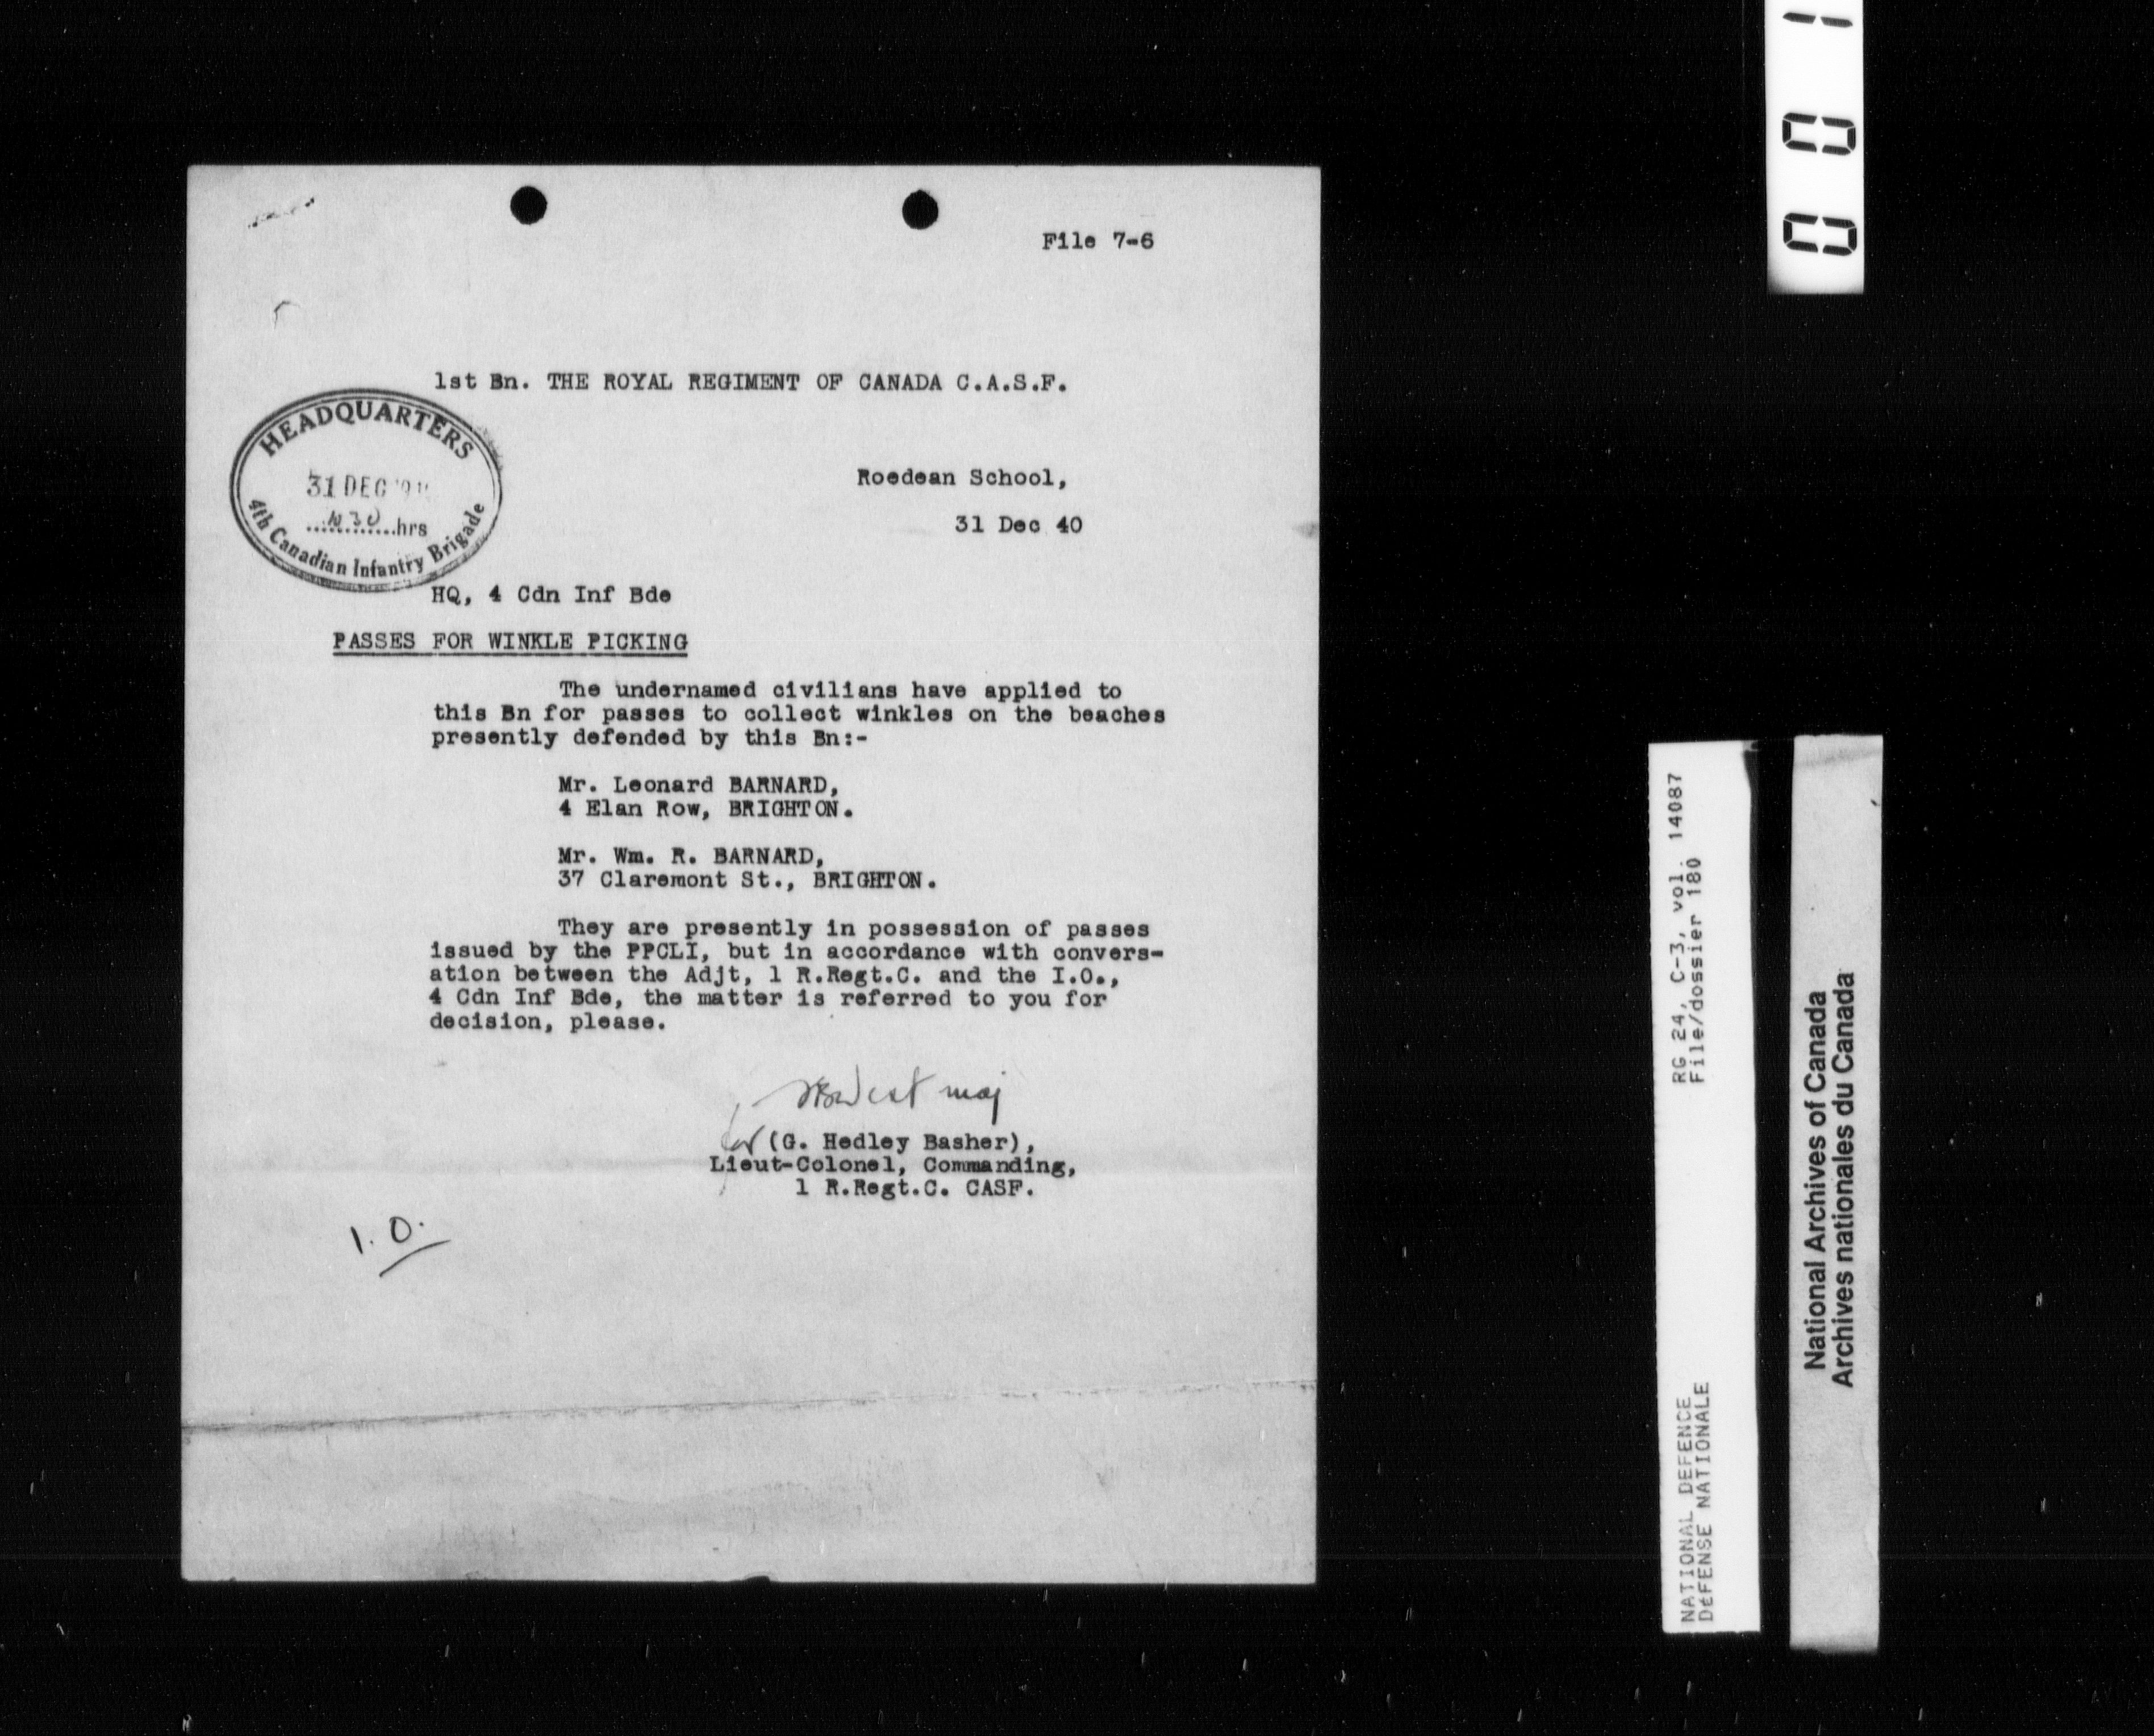 File 7-6
1st Bn. THE ROYAL REGIMENT OF CANADA C.A.S.F.
HEADQUARTERS
31 DEC
hrs
4th Canadian Infantry Brigade
Roedean School,
31 Dec 40
HQ, 4 Cdn Inf Bde
PASSES FOR WINKLE PICKING
The undernamed civilians have applied to
this Bn for passes to collect winkles on the beaches
presently defended by this Bn:-
Mr. Leonard BARNARD,
4 Elan Row, BRIGHTON.
Mr. Wm. R. BARNARD,
37 Claremont St., BRIGHTON.
They are presently in possession of passes
issued by the PPCLI, but in accordance with convers-
ation between the Adjt, 1 R.Regt.C. and the I.O.,
4 Cdn Inf Bde, the matter is referred to you for
decision, please.
West maj
for (G. Hedley Basher),
Lieut-Colonel, Commanding,
1 R.Regt.C. CASF.
I.O.
001
RG 24, C-3, vol. 14087
File/dossier 180
NATIONAL DEFENCE
DÉFENSE NATIONALE
National Archives of Canada
Archives nationales du Canada